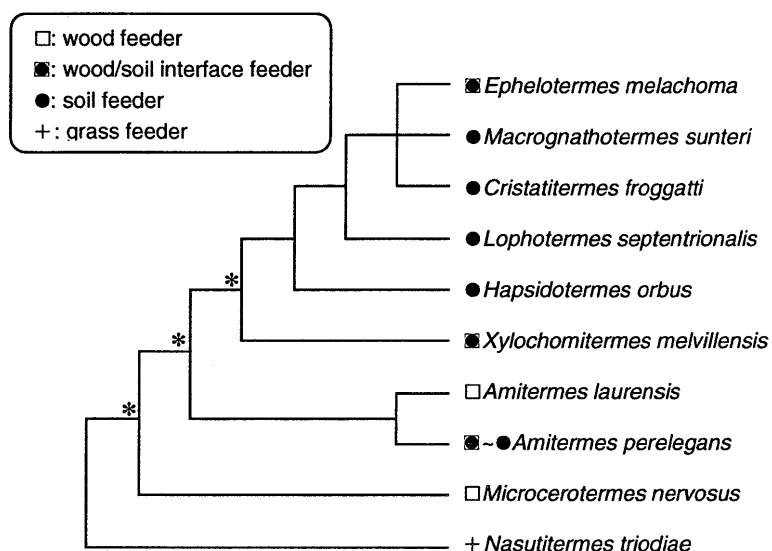 □: wood feeder
◙: wood/soil interface feeder
●: soil feeder
+: grass feeder
◙Ephelotermes melachoma
●Macrognathotermes sunteri
●Cristatitermes froggatti
●Lophotermes septentrionalis
●Hapsidotermes orbus
*
◙Xylochomitermes melvillensis
*
□Amitermes laurensis
*
◙~●Amitermes perelegans
□Microcerotermes nervosus
+Nasutitermes triodiae